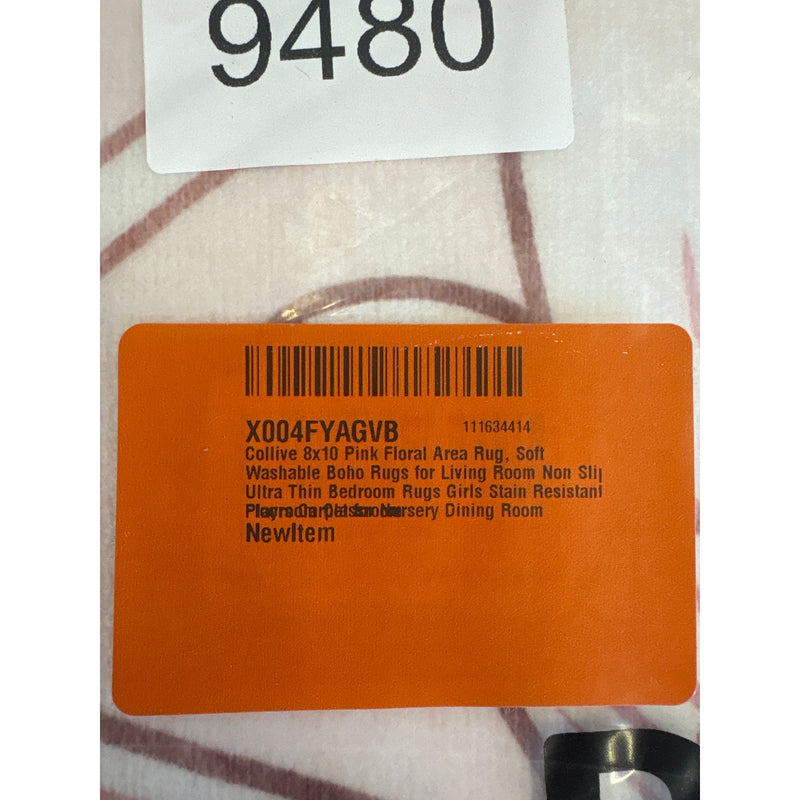 9480
X004FYAGVB 111634414
Collive 8x10 Pink Floral Area Rug, Soft
Washable Boho Rugs for Living Room Non Sli
Ultra Thin Bedroom Rugs Girls Stain Resistant
Nursery Dining Room
NewItem